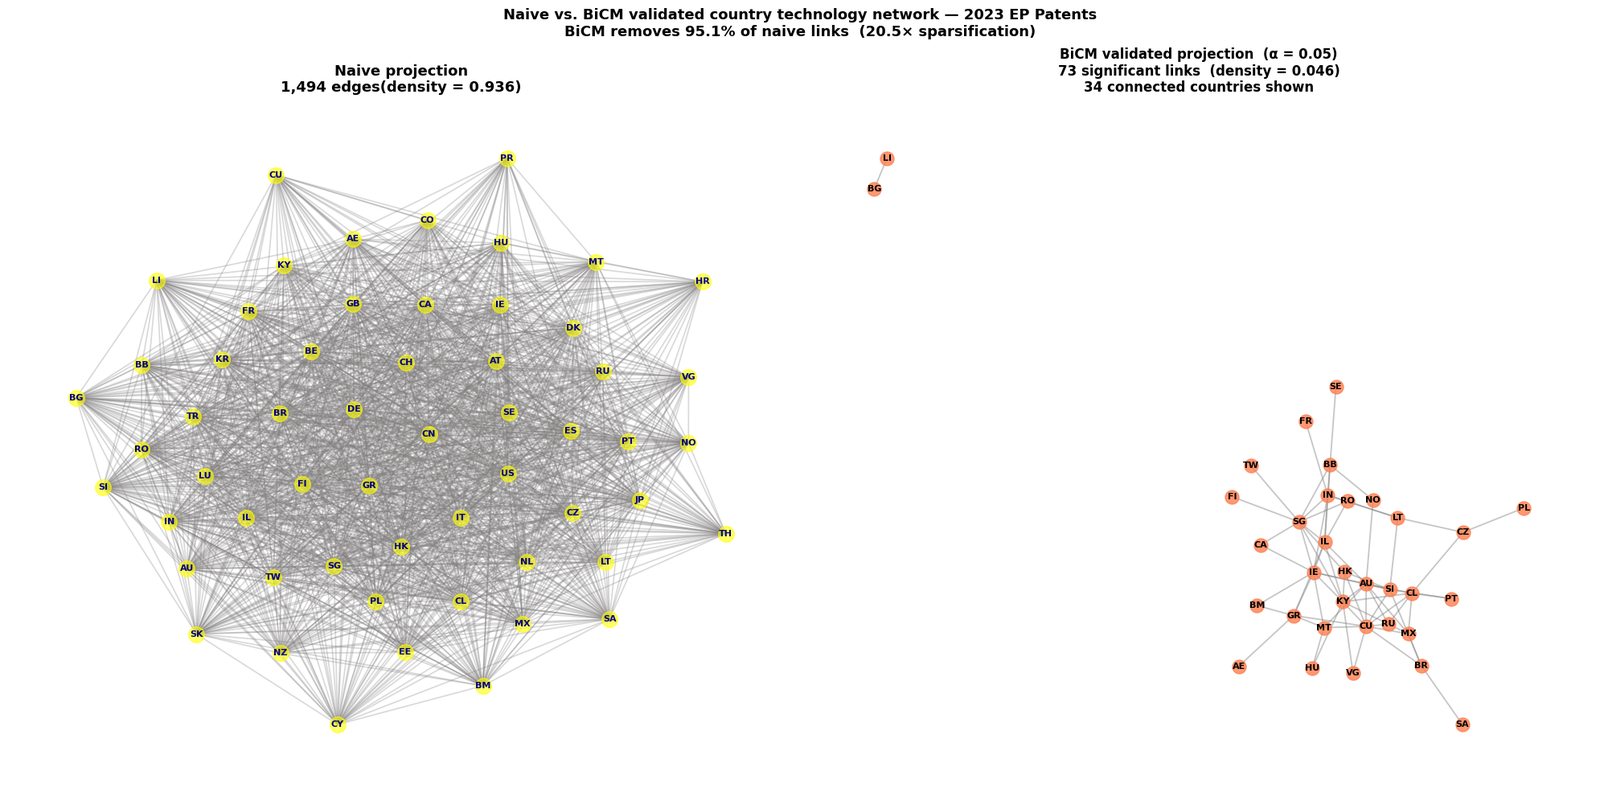 Naive vs. BiCM validated country technology network — 2023 EP Patents
BiCM removes 95.1% of naive links  (20.5× sparsification)
Naive projection
1,494 edges(density = 0.936)
PR
CU
CO
AE
HU
MT
KY
LI
HR
GB
CA
IE
FR
DK
BE
KR
CH
AT
BB
RU
VG
BG
DE
BR
SE
TR
CN
ES
PT
NO
RO
US
LU
FI
GR
SI
JP
CZ
IL
IT
IN
TH
HK
NL
LT
SG
AU
TW
PL
CL
SA
MX
SK
NZ
EE
BM
CY
BiCM validated projection  (α = 0.05)
73 significant links  (density = 0.046)
34 connected countries shown
LI
BG
SE
FR
BB
TW
IN
FI
RO
NO
PL
LT
SG
CZ
IL
CA
IE
HK
AU
SI
CL
PT
KY
BM
GR
MT
CU
RU
MX
AE
HU
VG
BR
SA